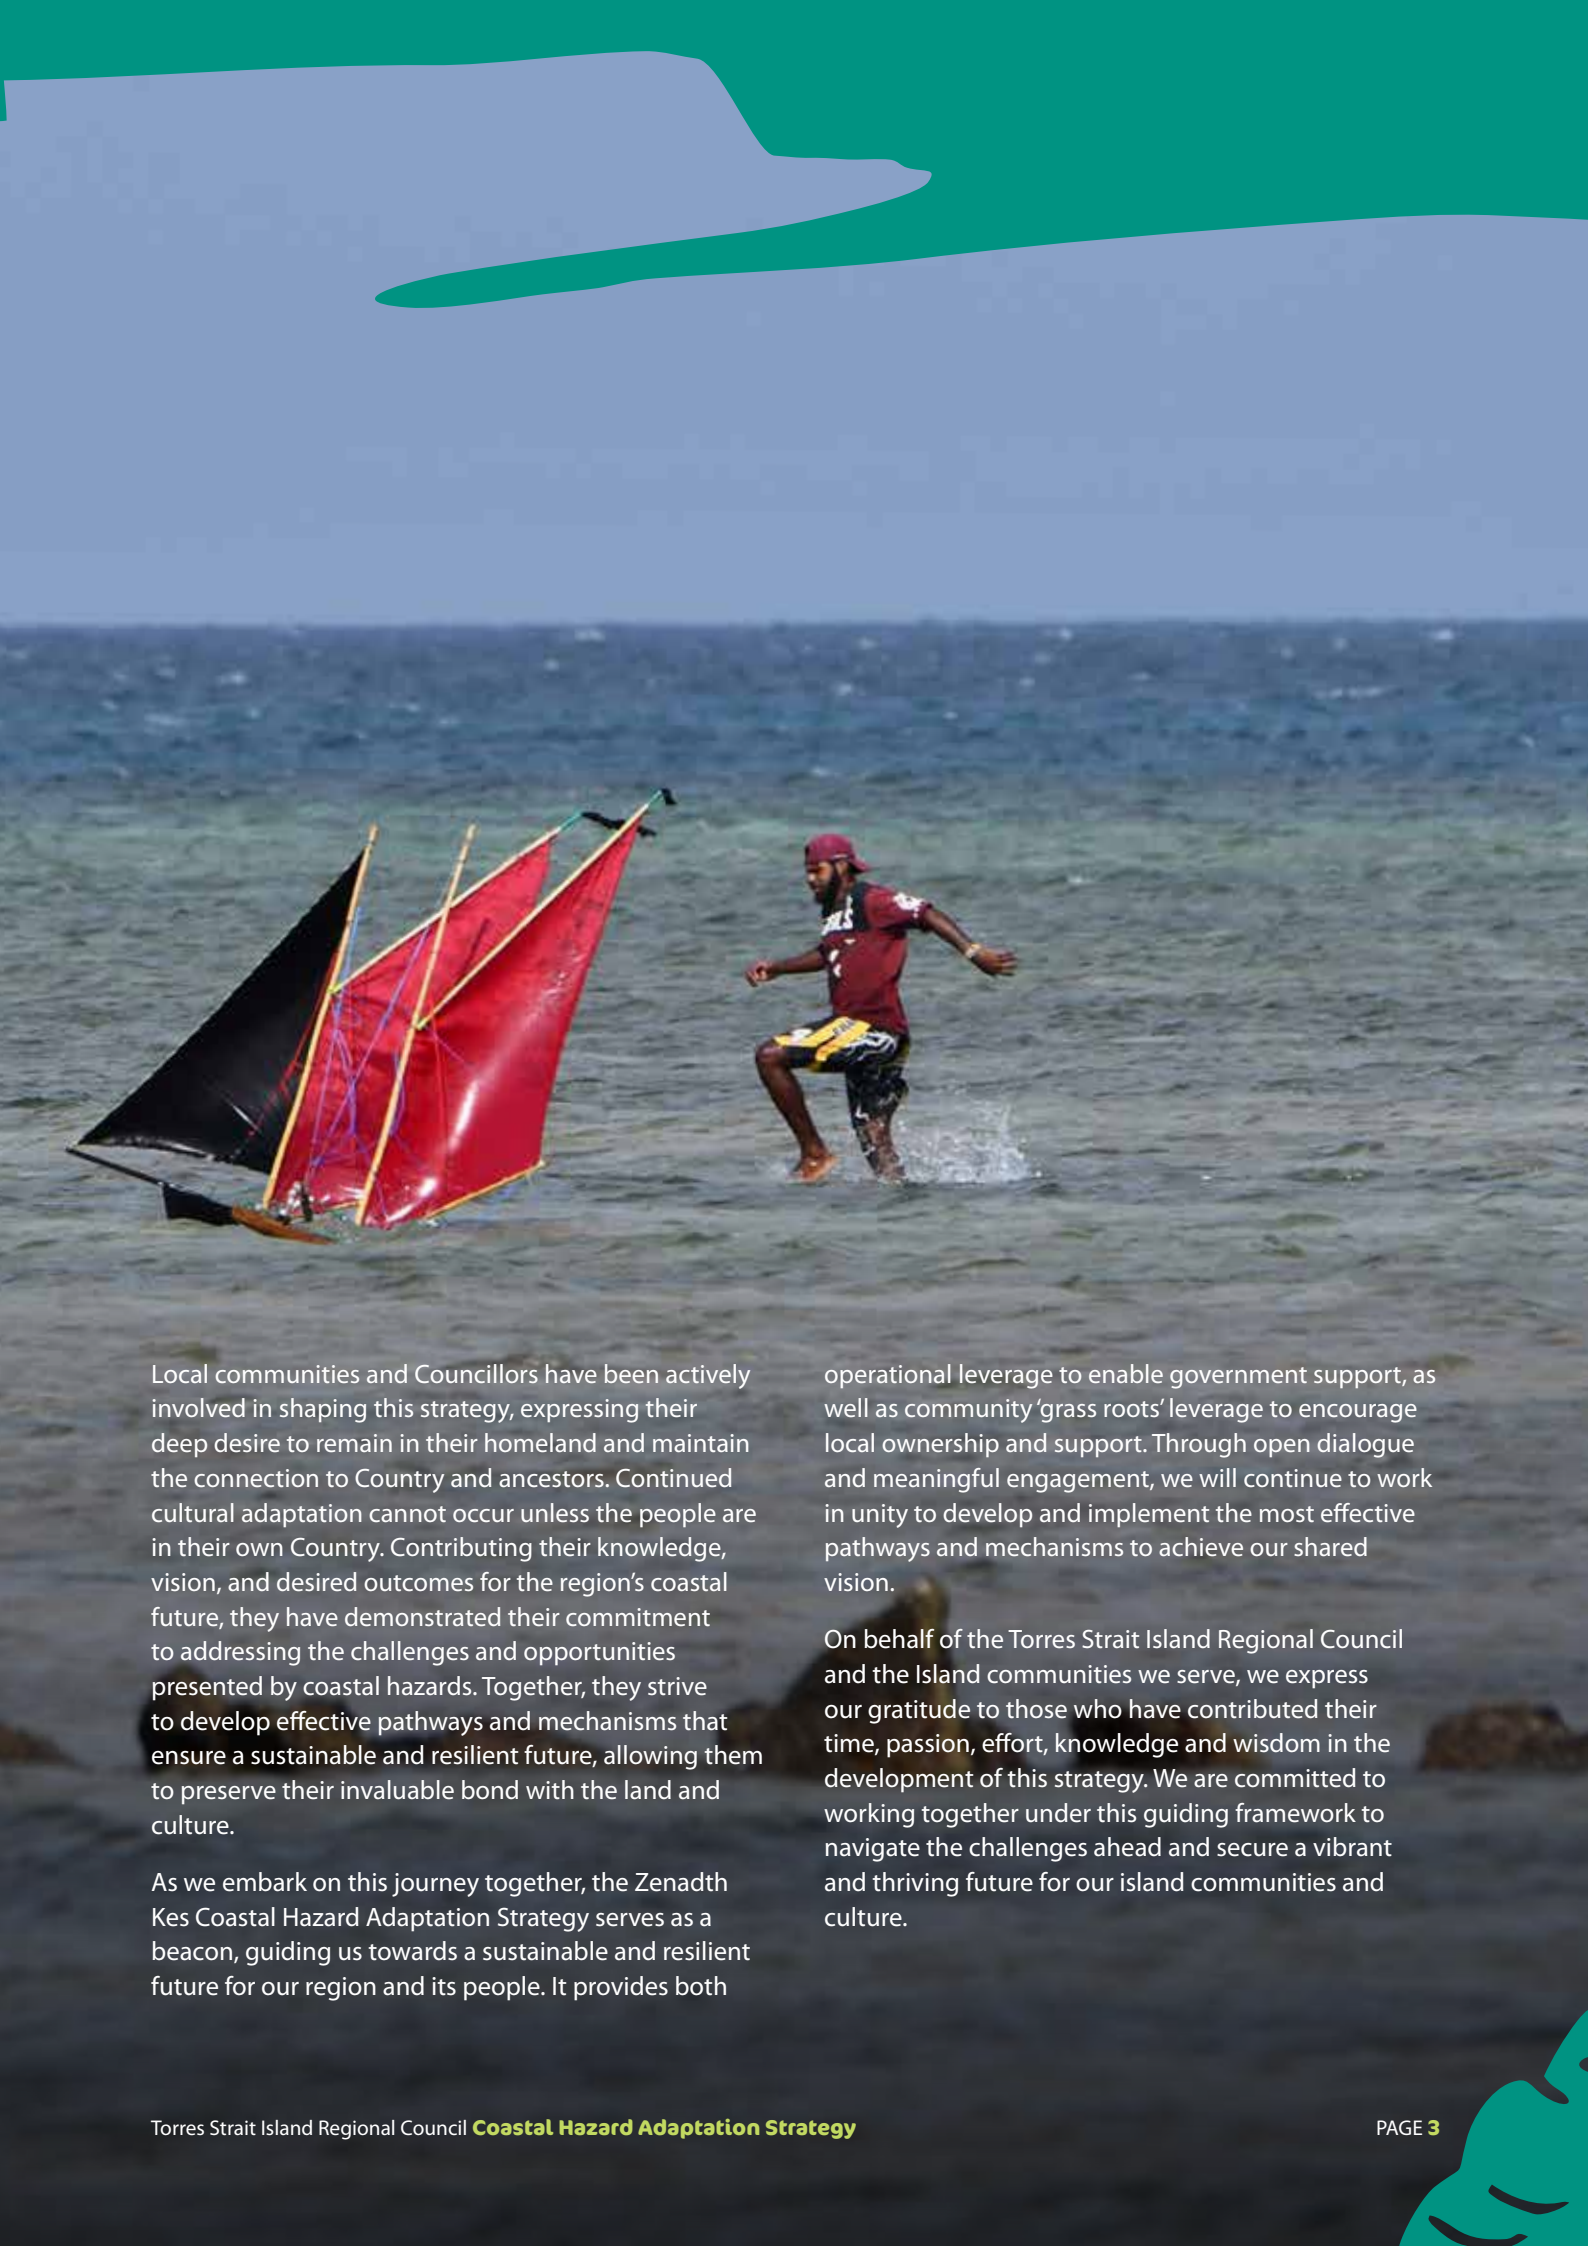 Local communities and Councillors have been actively
involved in shaping this strategy, expressing their
deep desire to remain in their homeland and maintain
the connection to Country and ancestors. Continued
cultural adaptation cannot occur unless the people are
in their own Country. Contributing their knowledge,
vision, and desired outcomes for the region’s coastal
future, they have demonstrated their commitment
to addressing the challenges and opportunities
presented by coastal hazards. Together, they strive
to develop effective pathways and mechanisms that
ensure a sustainable and resilient future, allowing them
to preserve their invaluable bond with the land and
culture.
As we embark on this journey together, the Zenadth
Kes Coastal Hazard Adaptation Strategy serves as a
beacon, guiding us towards a sustainable and resilient
future for our region and its people. It provides both
operational leverage to enable government support, as
well as community ‘grass roots’ leverage to encourage
local ownership and support. Through open dialogue
and meaningful engagement, we will continue to work
in unity to develop and implement the most effective
pathways and mechanisms to achieve our shared
vision.
On behalf of the Torres Strait Island Regional Council
and the Island communities we serve, we express
our gratitude to those who have contributed their
time, passion, effort, knowledge and wisdom in the
development of this strategy. We are committed to
working together under this guiding framework to
navigate the challenges ahead and secure a vibrant
and thriving future for our island communities and
culture.
Torres Strait Island Regional Council Coastal Hazard Adaptation Strategy
PAGE 3